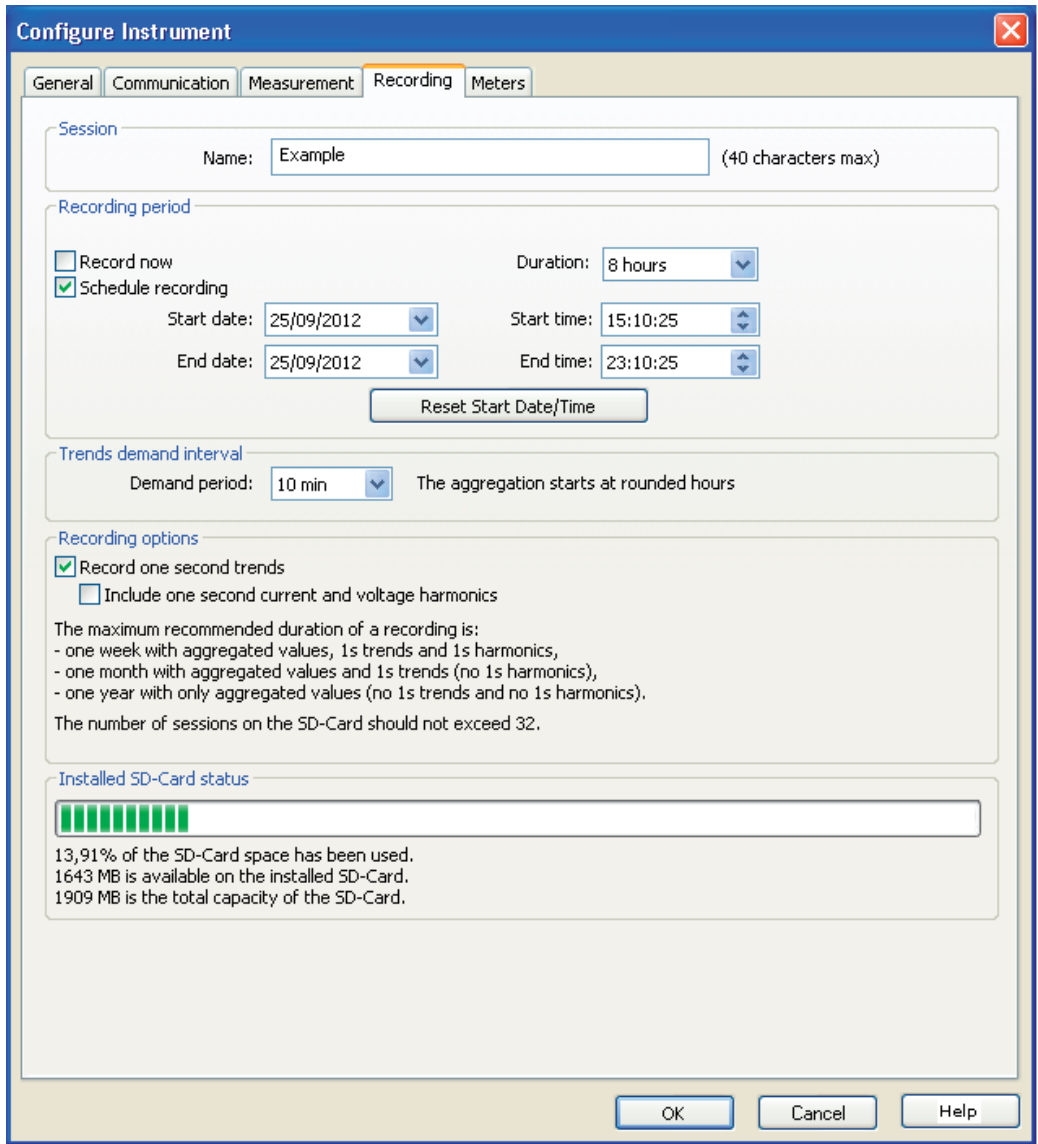 Configure Instrument
General Communication Measurement Recording Meters
Session
Name: Example (40 characters max)
Recording period
Record now Duration: 8 hours
Schedule recording
Start date: 25/09/2012 Start time: 15:10:25
End date: 25/09/2012 End time: 23:10:25
Reset Start Date/Time
Trends demand interval
Demand period: 10 min The aggregation starts at rounded hours
Recording options
Record one second trends
Include one second current and voltage harmonics
The maximum recommended duration of a recording is:
- one week with aggregated values, 1s trends and 1s harmonics,
- one month with aggregated values and 1s trends (no 1s harmonics),
- one year with only aggregated values (no 1s trends and no 1s harmonics).
The number of sessions on the SD-Card should not exceed 32.
Installed SD-Card status
13,91% of the SD-Card space has been used.
1643 MB is available on the installed SD-Card.
1909 MB is the total capacity of the SD-Card.
OK Cancel Help